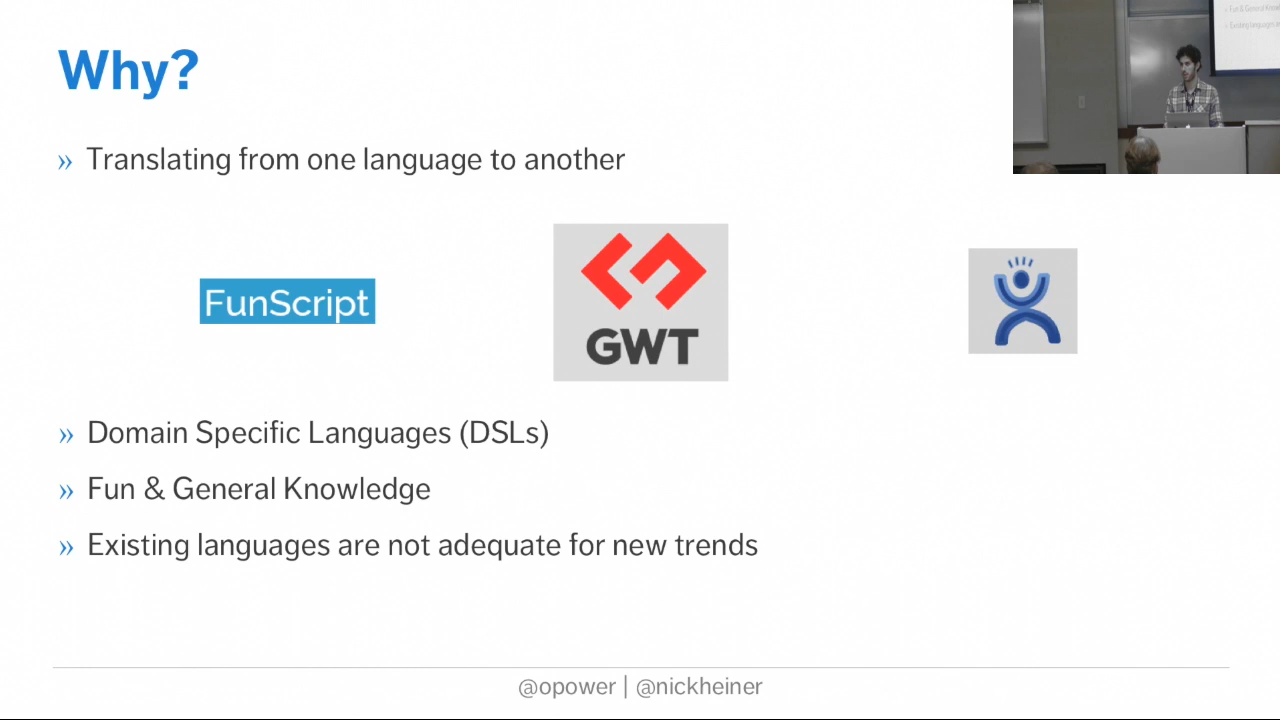 Why?
» Translating from one language to another
FunScript
GWT
» Domain Specific Languages (DSLs)
» Fun & General Knowledge
» Existing languages are not adequate for new trends
@opower | @nickheiner